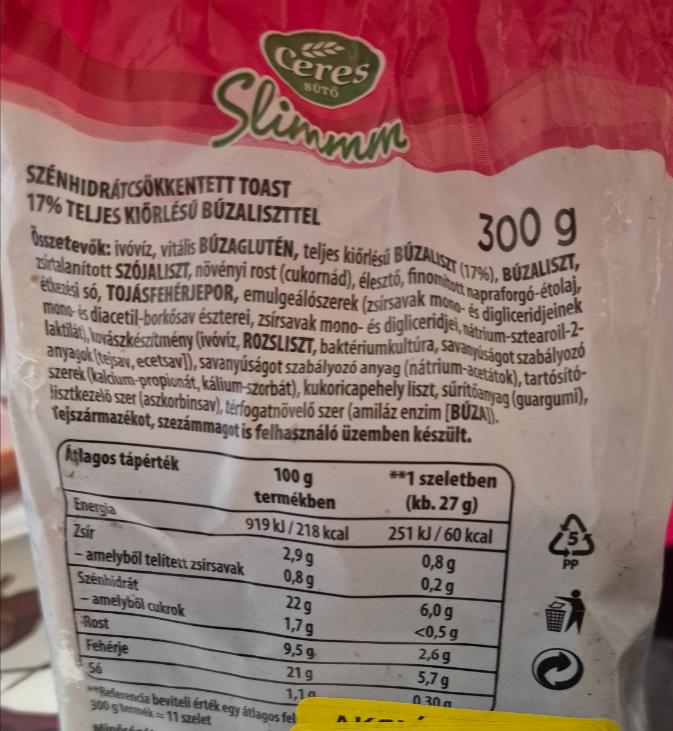 Ceres
SÜTŐ
Slimmm
SZÉNHIDRÁTCSÖKKENTETT TOAST
17% TELJES KIŐRLÉSŰ BÚZALISZTTEL
300 g
Összetevők: ivóvíz, vitális BÚZAGLUTÉN, teljes kiőrlésű BÚZALISZT (17%), BÚZALISZT,
zsírtalanított SZÓJALISZT, növényi rost (cukornád), élesztő, finomított napraforgó-étolaj,
étkezési só, TOJÁSFEHÉRJEPOR, emulgeálószerek (zsírsavak mono- és digliceridjeinek
mono- és diacetil-borkősav észterei, zsírsavak mono- és digliceridjei, nátrium-sztearoil-2-
laktilát), kovászkészítmény (ivóvíz, ROZSLISZT, baktériumkultúra, savanyúságot szabályozó
anyagok [tejsav, ecetsav]), savanyúságot szabályozó anyag (nátrium-acetátok), tartósító-
szerek (kalcium-propionát, kálium-szorbát), kukoricapehely liszt, sűrítőanyag (guargumi),
lisztkezelő szer (aszkorbinsav), térfogatnövelő szer (amiláz enzim [BÚZA]).
Tejszármazékot, szezámmagot is felhasználó üzemben készült.
Átlagos tápérték 100 g termékben **1 szeletben (kb. 27 g)
Energia 919 kJ / 218 kcal 251 kJ / 60 kcal
Zsír 2,9 g 0,8 g
– amelyből telített zsírsavak 0,8 g 0,2 g
Szénhidrát 22 g 6,0 g
– amelyből cukrok 1,7 g <0,5 g
Rost 9,5 g 2,6 g
Fehérje 21 g 5,7 g
Só 1,1 g 0,30 g
**Referencia beviteli érték egy átlagos
300 g termék = 11 szelet
5
PP